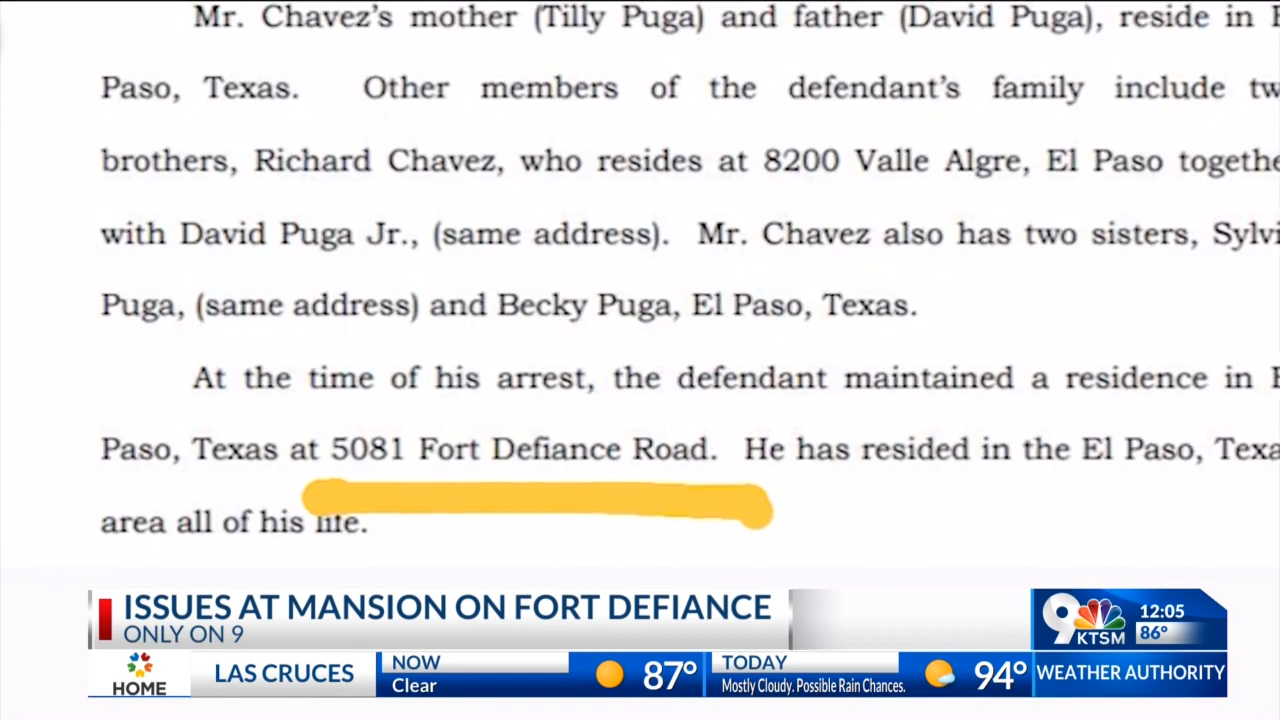 Mr. Chavez's mother (Tilly Puga) and father (David Puga), reside in
Paso, Texas. Other members of the defendant's family include
brothers, Richard Chavez, who resides at 8200 Valle Algre, El Paso
with David Puga Jr., (same address). Mr. Chavez also has two sisters,
Puga, (same address) and Becky Puga, El Paso, Texas.
At the time of his arrest, the defendant maintained a residence in
Paso, Texas at 5081 Fort Defiance Road. He has resided in the El Paso,
area all of his life.
ISSUES AT MANSION ON FORT DEFIANCE
ONLY ON 9
9 KTSM
12:05
86°
HOME
LAS CRUCES
NOW
Clear
87°
TODAY
Mostly Cloudy. Possible Rain Chances.
94°
WEATHER AUTHORITY